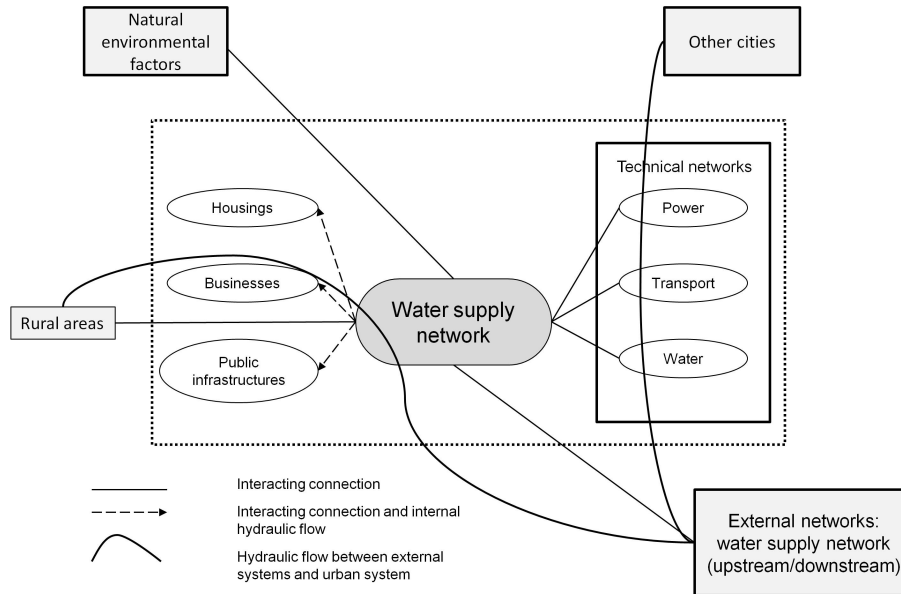 Natural
environmental
factors
Other cities
Technical networks
Housings
Power
Businesses
Transport
Water supply
network
Rural areas
Public
infrastructures
Water
Interacting connection
Interacting connection and internal
hydraulic flow
Hydraulic flow between external
systems and urban system
External networks:
water supply network
(upstream/downstream)